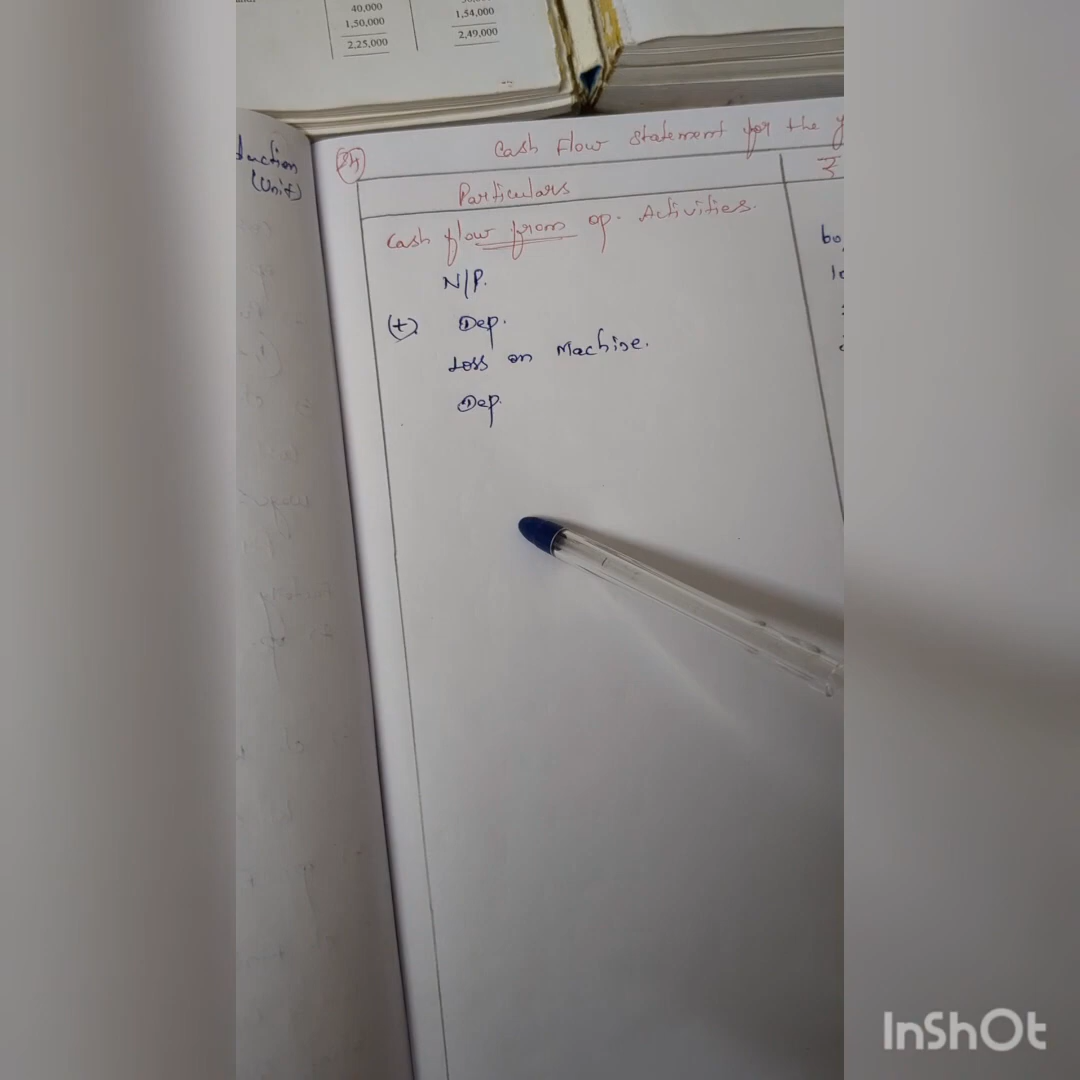 40,000
1,50,000 1,54,000
2,25,000 2,49,000
(Unit)
24
Cash Flow Statement for the y
Particulars ₹
Cash flow from op. Activities.
N/P.
(+) Dep.
Loss on Machine.
Dep.
InShOt